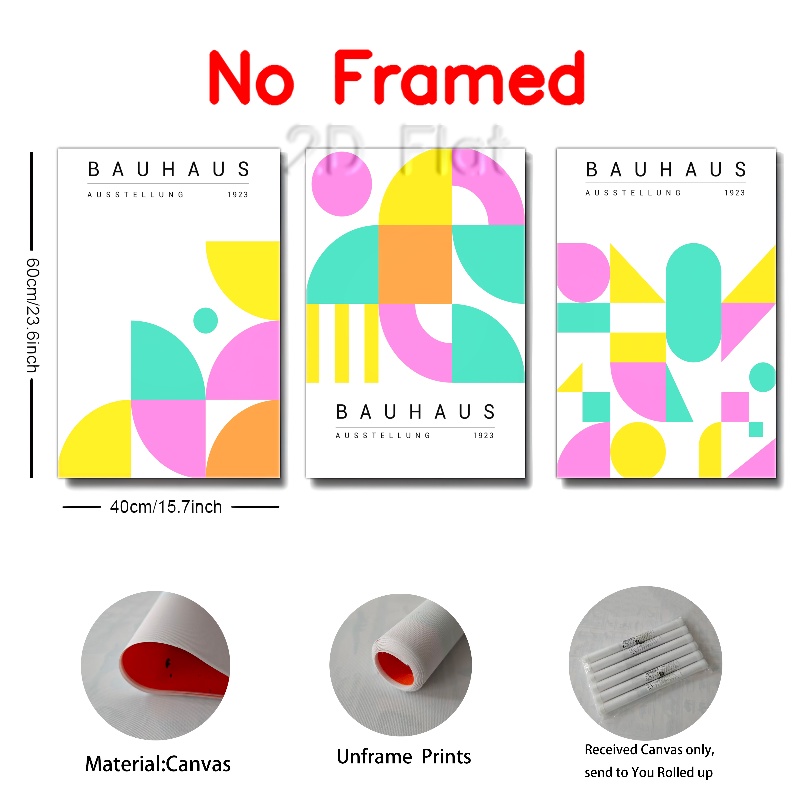 No Framed
2D Flat
BAUHAUS
AUSSTELLUNG 1923
BAUHAUS
AUSSTELLUNG 1923
BAUHAUS
AUSSTELLUNG 1923
60cm/23.6inch
40cm/15.7inch
Material:Canvas
Unframe Prints
Received Canvas only,
send to You Rolled up